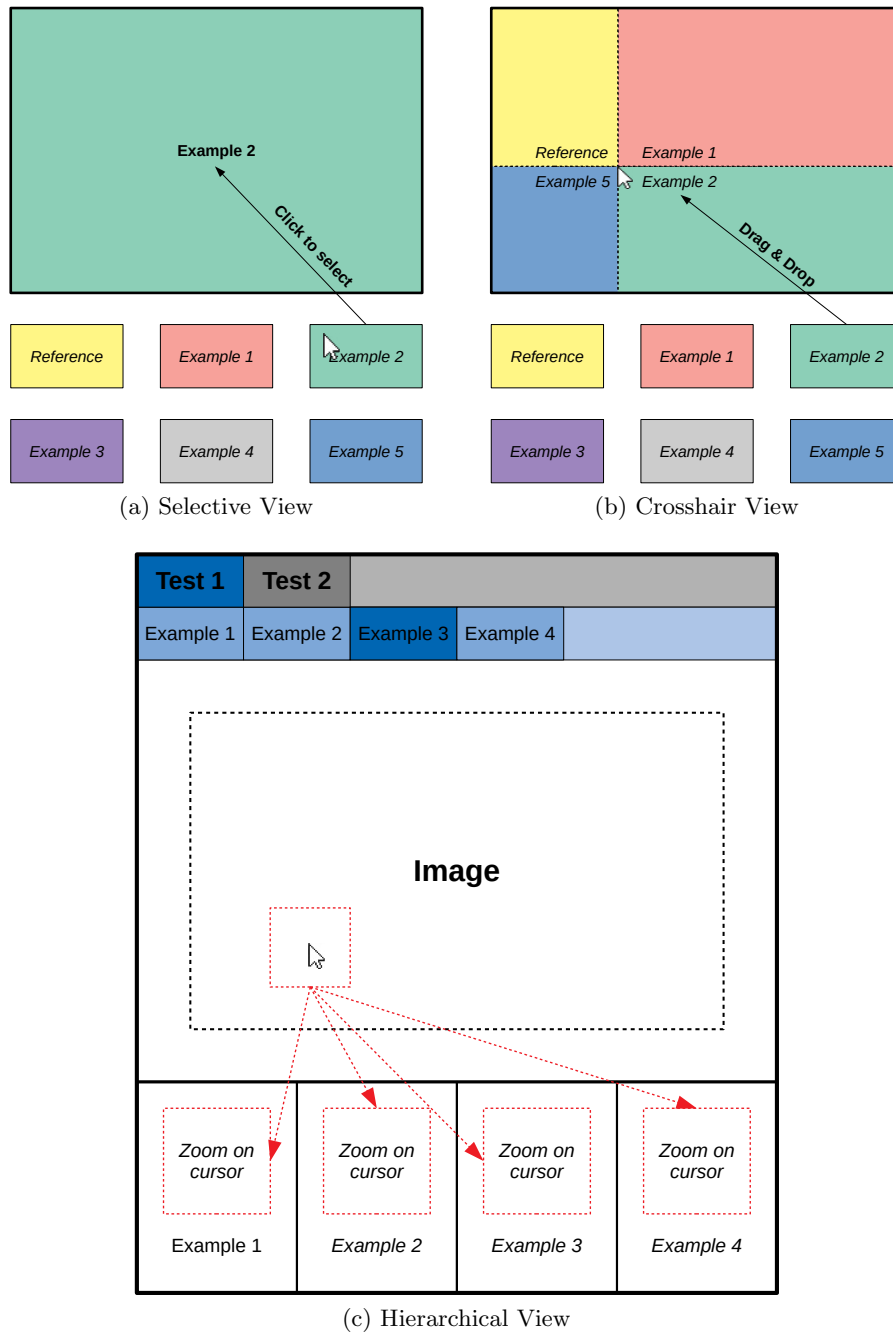 Example 2
Click to select
Reference
Example 1
Example 2
Example 3
Example 4
Example 5
(a) Selective View
Reference
Example 1
Example 5
Example 2
Drag & Drop
Reference
Example 1
Example 2
Example 3
Example 4
Example 5
(b) Crosshair View
Test 1
Test 2
Example 1
Example 2
Example 3
Example 4
Image
Zoom on
cursor
Zoom on
cursor
Zoom on
cursor
Zoom on
cursor
Example 1
Example 2
Example 3
Example 4
(c) Hierarchical View